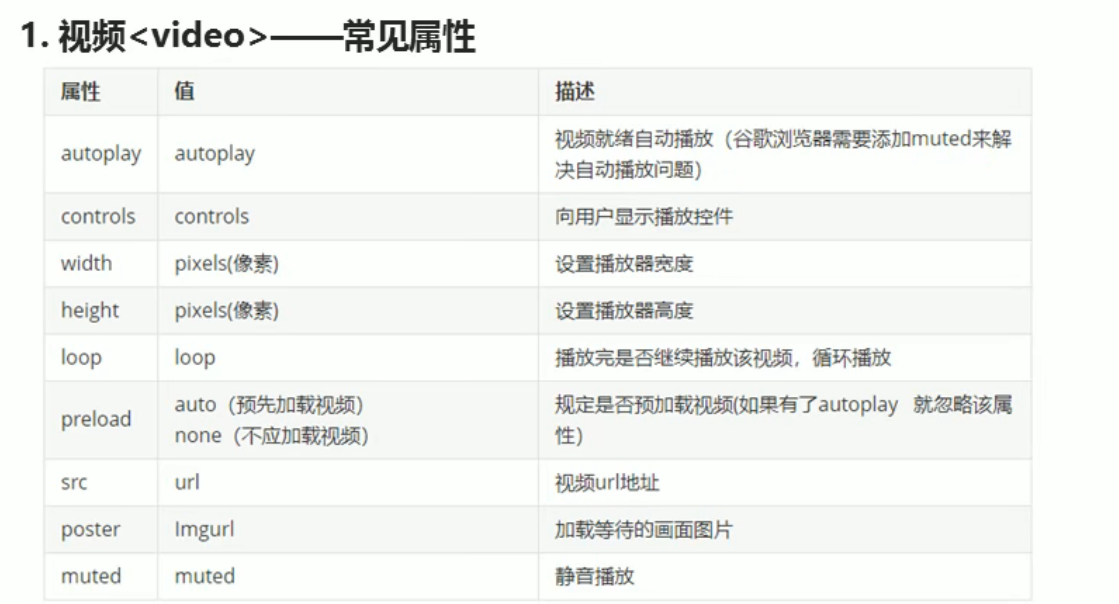 1. 视频<video>——常见属性
属性 值 描述
autoplay autoplay 视频就绪自动播放（谷歌浏览器需要添加muted来解
决自动播放问题）
controls controls 向用户显示播放控件
width pixels(像素) 设置播放器宽度
height pixels(像素) 设置播放器高度
loop loop 播放完是否继续播放该视频，循环播放
preload auto（预先加载视频） 规定是否预加载视频(如果有了autoplay 就忽略该属
none（不应加载视频） 性）
src url 视频url地址
poster Imgurl 加载等待的画面图片
muted muted 静音播放